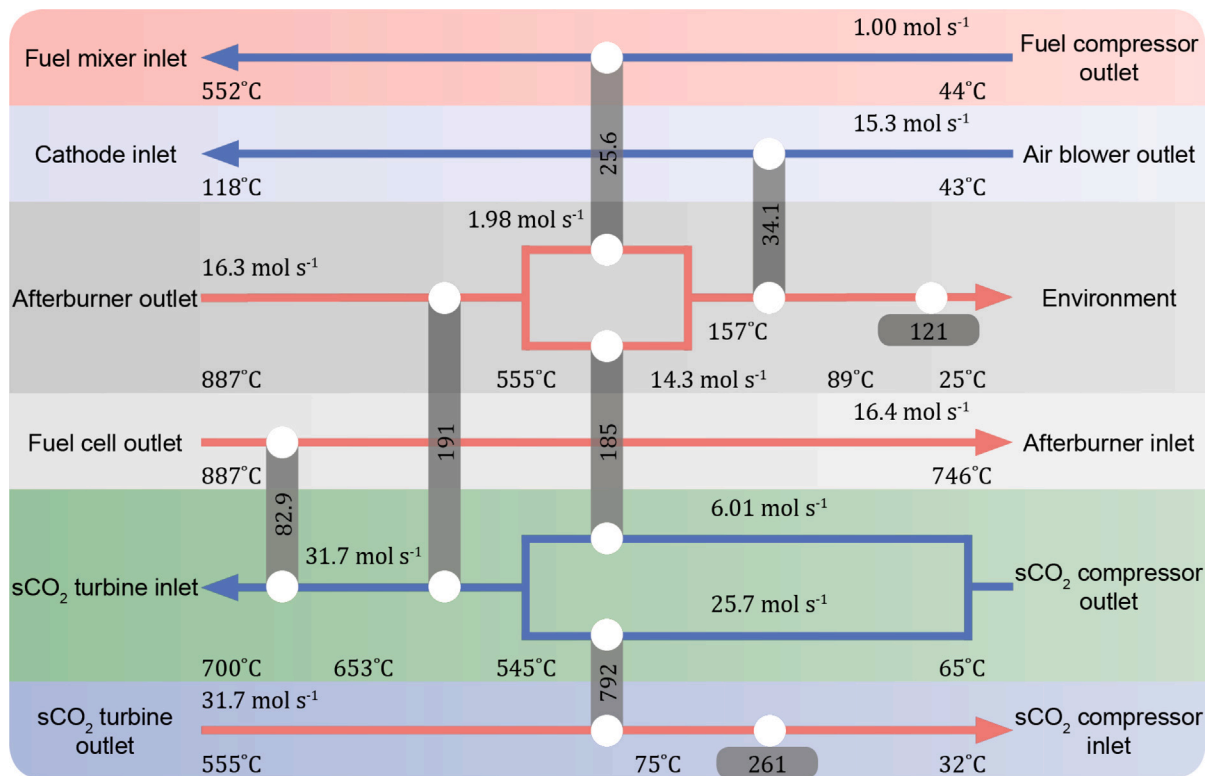 1.00 mol s⁻¹
Fuel mixer inlet
Fuel compressor
outlet
552°C
44°C
15.3 mol s⁻¹
Cathode inlet
25.6
Air blower outlet
118°C
43°C
1.98 mol s⁻¹
34.1
16.3 mol s⁻¹
Afterburner outlet
Environment
157°C
121
887°C
555°C
14.3 mol s⁻¹
89°C
25°C
16.4 mol s⁻¹
Fuel cell outlet
191
185
Afterburner inlet
887°C
746°C
82.9
6.01 mol s⁻¹
31.7 mol s⁻¹
sCO₂ turbine inlet
sCO₂ compressor
outlet
25.7 mol s⁻¹
700°C
653°C
545°C
65°C
792
31.7 mol s⁻¹
sCO₂ turbine
outlet
sCO₂ compressor
inlet
555°C
75°C
261
32°C